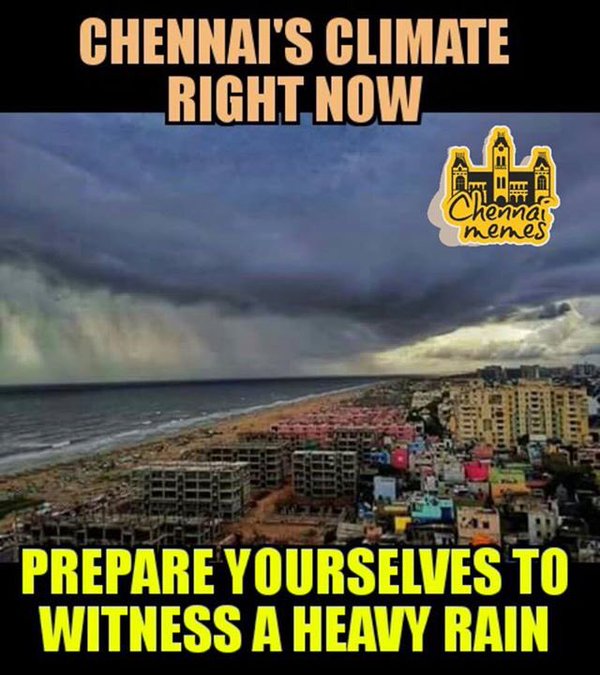 CHENNAI'S CLIMATE
RIGHT NOW
Chennai
memes
PREPARE YOURSELVES TO
WITNESS A HEAVY RAIN